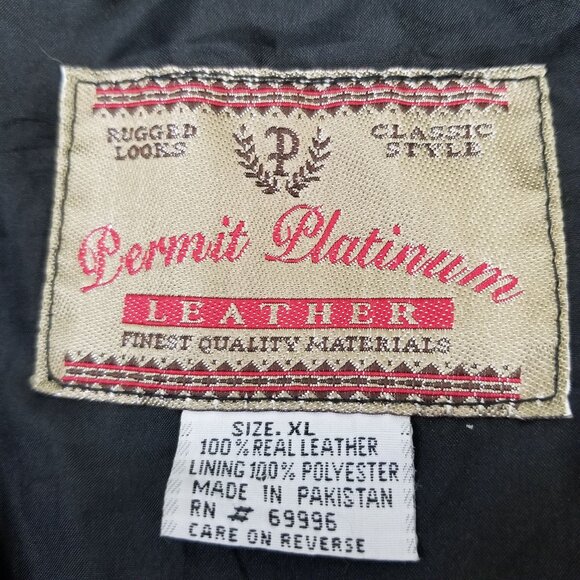 RUGGED LOOKS
P
CLASSIC STYLE
Permit Platinum
LEATHER
FINEST QUALITY MATERIALS
SIZE. XL
100% REAL LEATHER
LINING 100% POLYESTER
MADE IN PAKISTAN
RN # 69996
CARE ON REVERSE